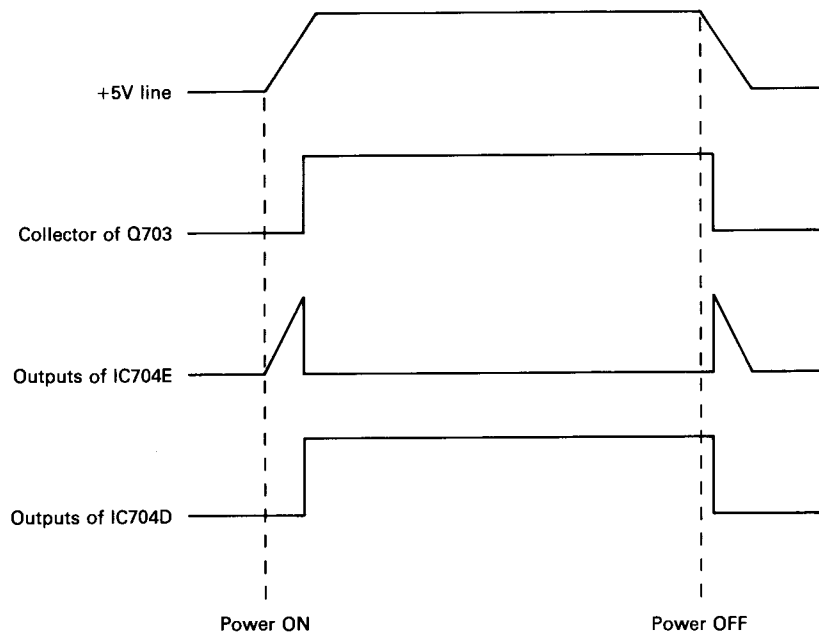 +5V line
Collector of Q703
Outputs of IC704E
Outputs of IC704D
Power ON
Power OFF